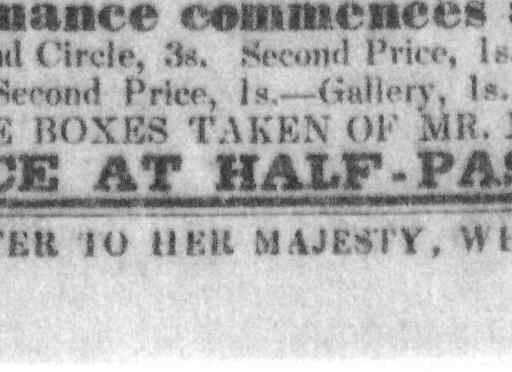 mance commences
nd Circle, 3s. Second Price, 1s.
Second Price, 1s.—Gallery, 1s.
E BOXES TAKEN OF MR.
CE AT HALF-PAS
TER TO HER MAJESTY, WH